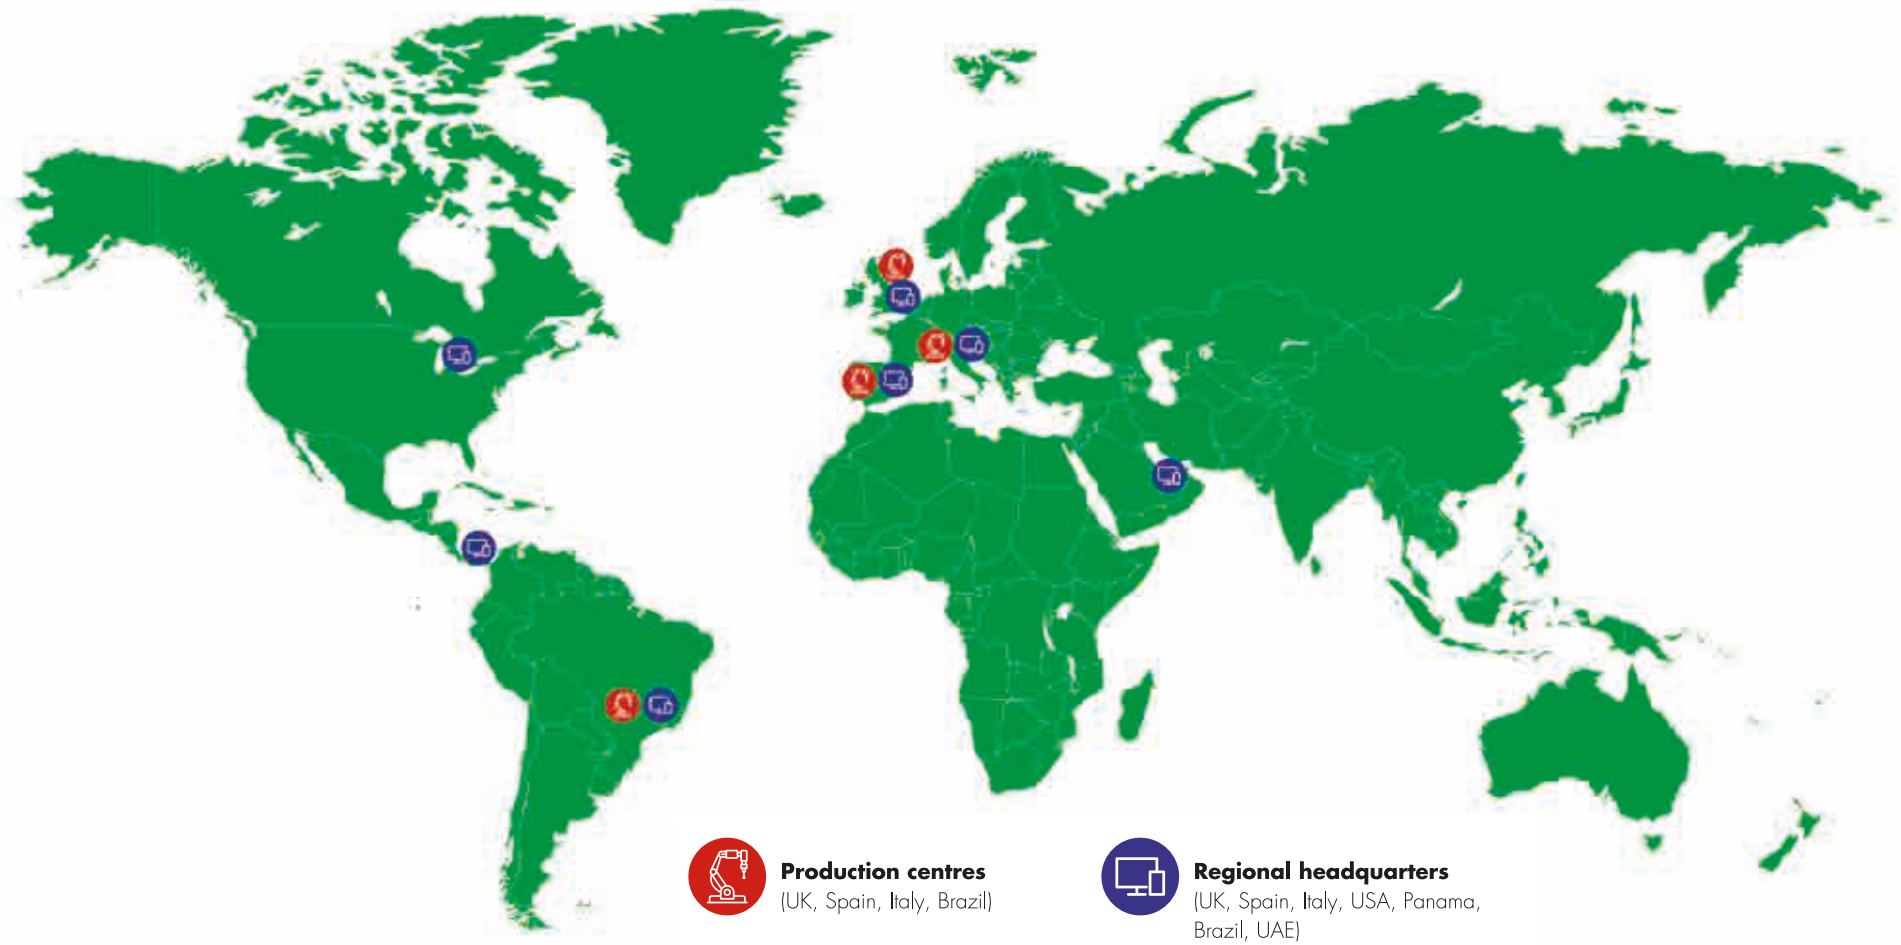 Production centres
(UK, Spain, Italy, Brazil)
Regional headquarters
(UK, Spain, Italy, USA, Panama,
Brazil, UAE)